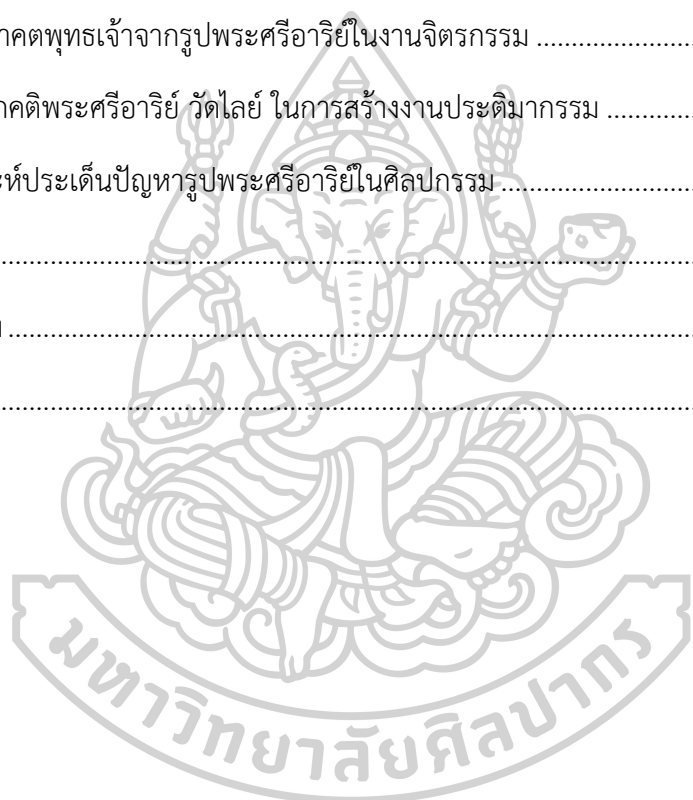 าคตพุทธเจ้าจากรูปพระศรีอาริย์ในงานจิตรกรรม ........................
าคติพระศรีอาริย์ วัดไลย์ ในการสร้างงานประติมากรรม ..............
ะห์ประเด็นปัญหารูปพระศรีอาริย์ในศิลปกรรม ............................
มหาวิทยาลัยศิลปากร